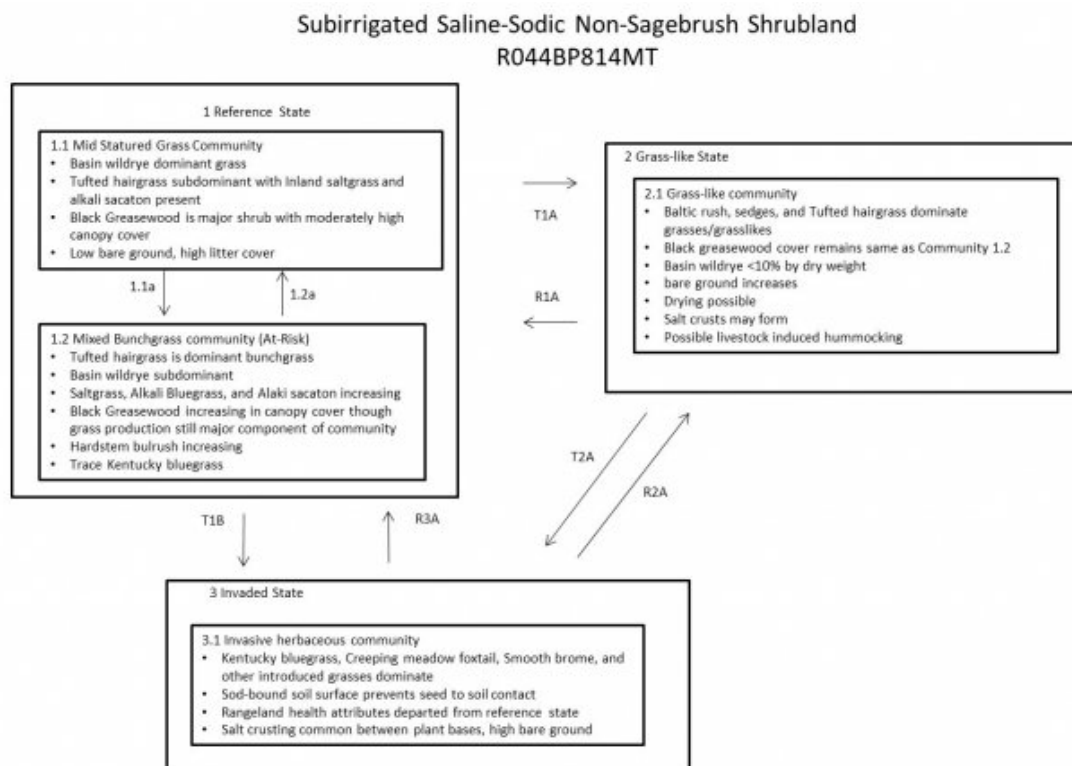 Subirrigated Saline-Sodic Non-Sagebrush Shrubland
R044BP814MT
1 Reference State
1.1 Mid Statured Grass Community
• Basin wildrye dominant grass
• Tufted hairgrass subdominant with Inland saltgrass and
alkali sacaton present
• Black Greasewood is major shrub with moderately high
canopy cover
• Low bare ground, high litter cover
1.1a
1.2a
1.2 Mixed Bunchgrass community (At-Risk)
• Tufted hairgrass is dominant bunchgrass
• Basin wildrye subdominant
• Saltgrass, Alkali Bluegrass, and Alaki sacaton increasing
• Black Greasewood increasing in canopy cover though
grass production still major component of community
• Hardstem bulrush increasing
• Trace Kentucky bluegrass
T1A
R1A
2 Grass-like State
2.1 Grass-like community
• Baltic rush, sedges, and Tufted hairgrass dominate
grasses/grasslikes
• Black greasewood cover remains same as Community 1.2
• Basin wildrye <10% by dry weight
• bare ground increases
• Drying possible
• Salt crusts may form
• Possible livestock induced hummocking
T2A
R2A
T1B
R3A
3 Invaded State
3.1 Invasive herbaceous community
• Kentucky bluegrass, Creeping meadow foxtail, Smooth brome, and
other introduced grasses dominate
• Sod-bound soil surface prevents seed to soil contact
• Rangeland health attributes departed from reference state
• Salt crusting common between plant bases, high bare ground